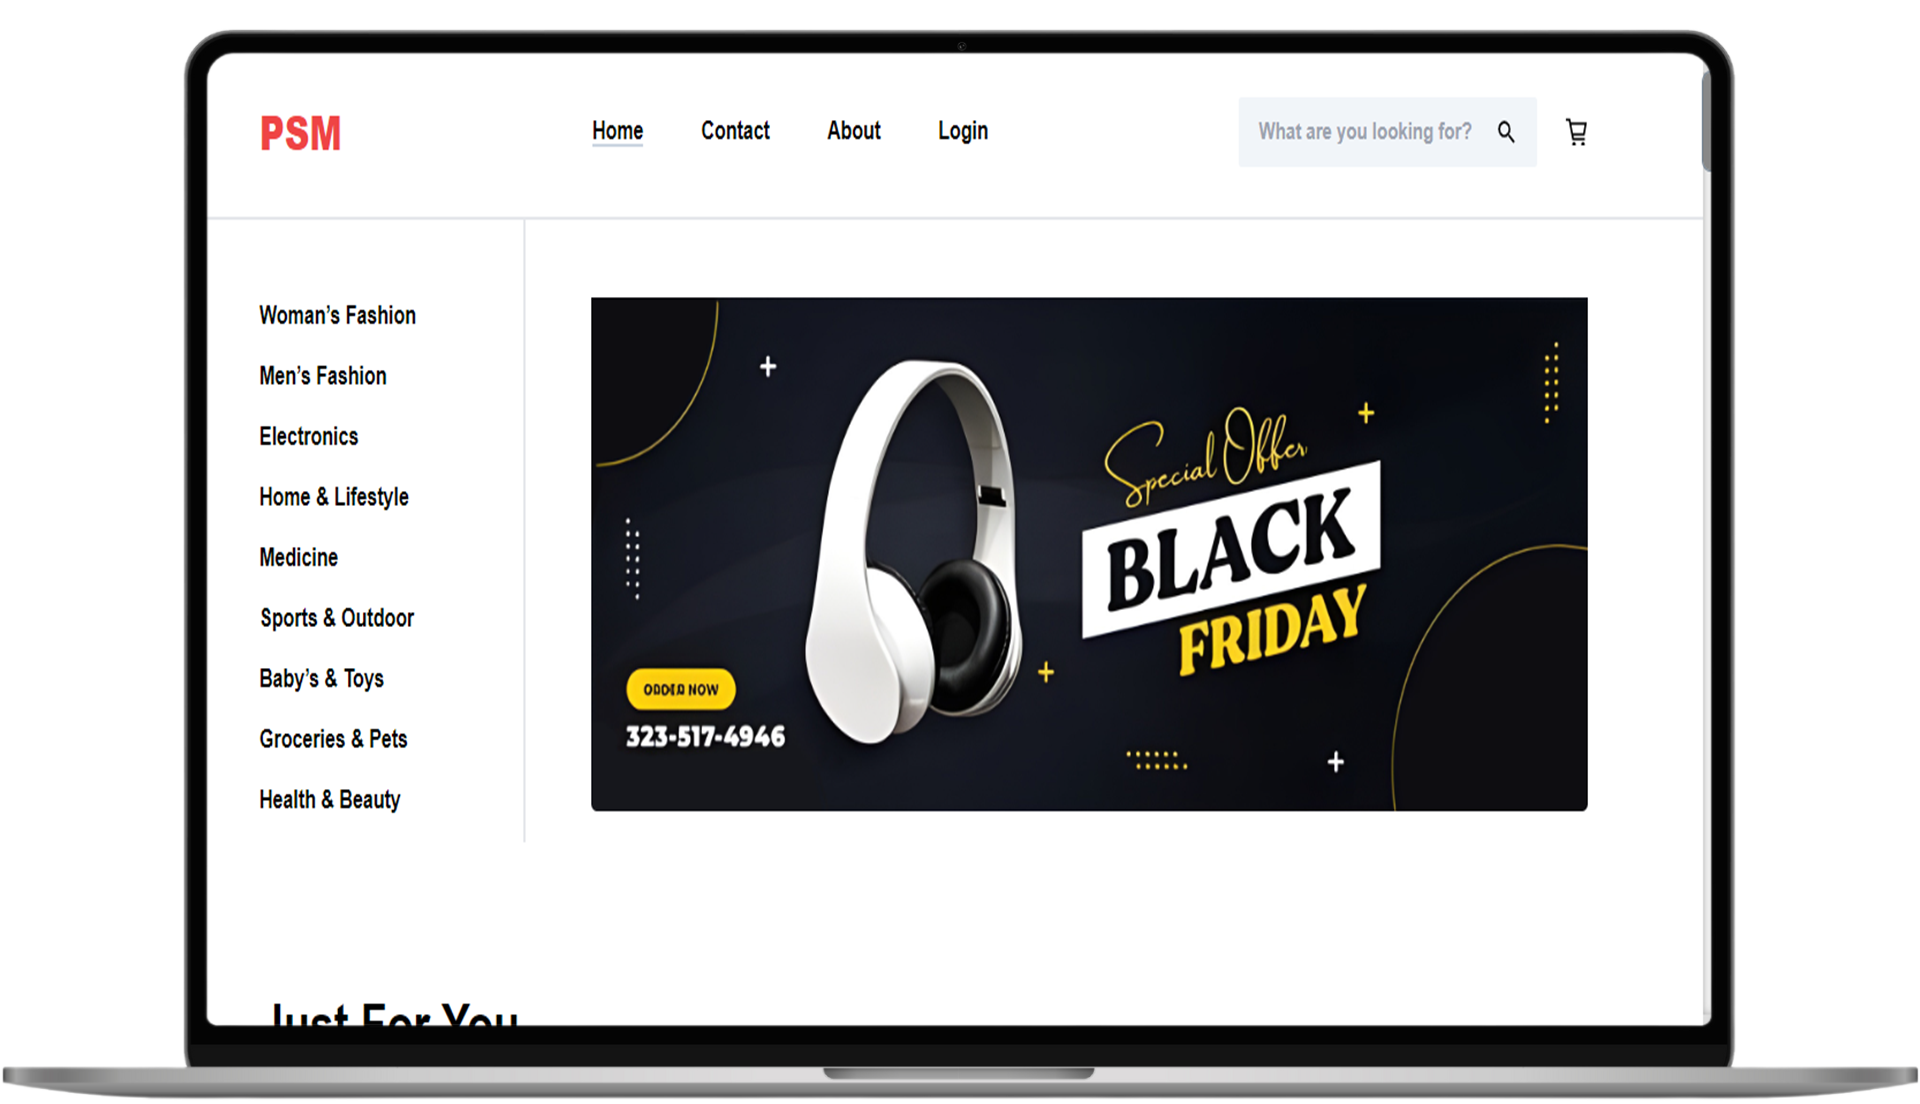 PSM
Home Contact About Login
What are you looking for?
Woman’s Fashion
Men’s Fashion
Electronics
Home & Lifestyle
Medicine
Sports & Outdoor
Baby’s & Toys
Groceries & Pets
Health & Beauty
Special Offer
BLACK
FRIDAY
ORDER NOW
323-517-4946
Just For You